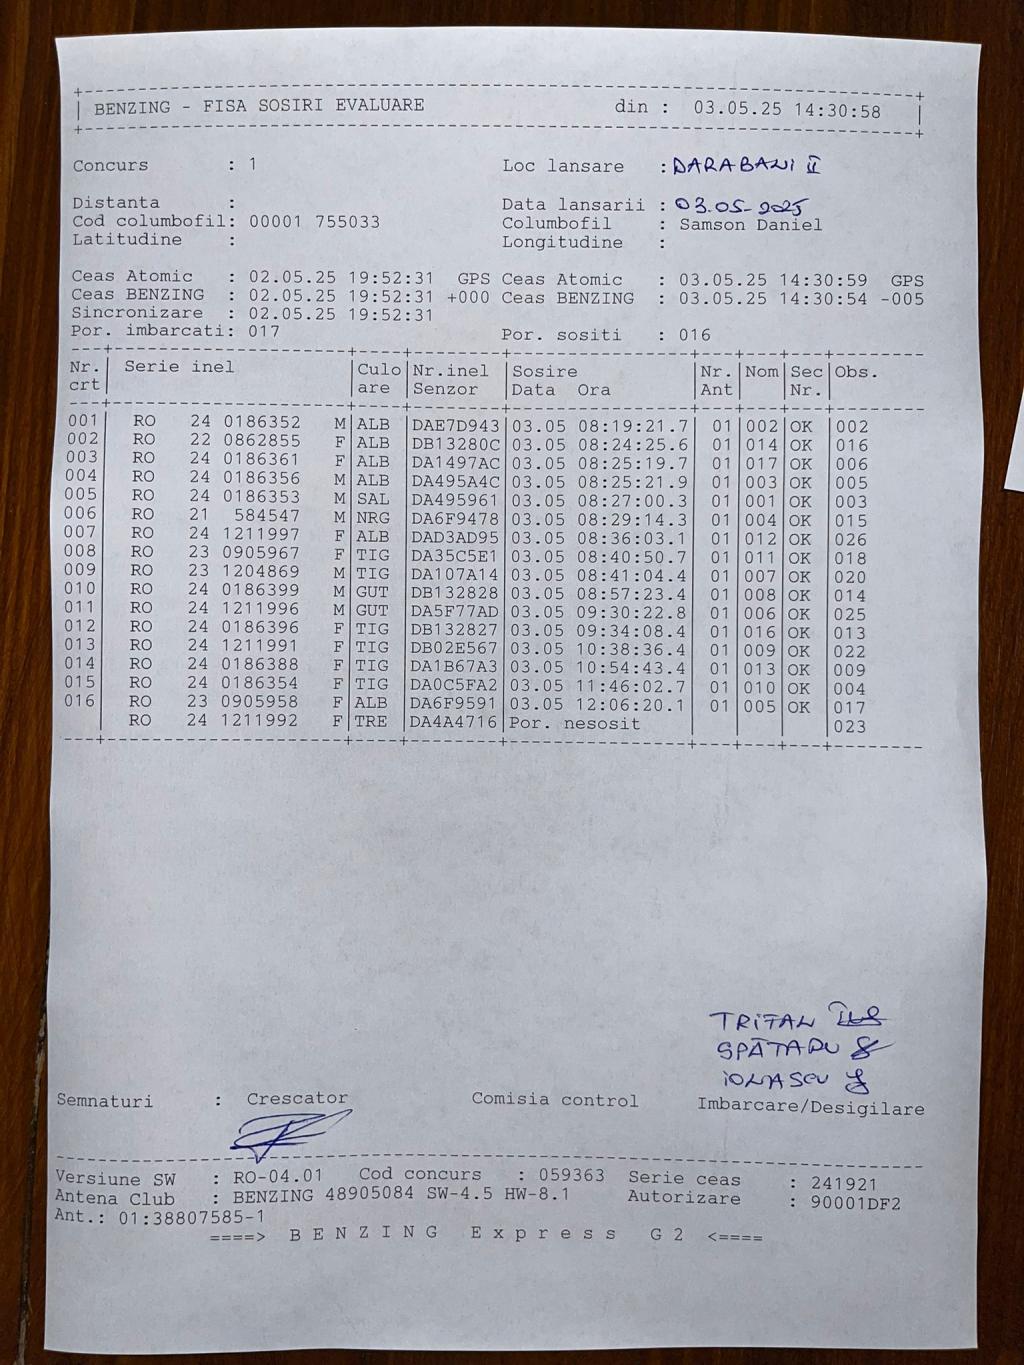 BENZING - FISA SOSIRI EVALUARE din : 03.05.25 14:30:58
Concurs : 1 Loc lansare : DARABANI II
Distanta : Data lansarii : 03.05-2025
Cod columbofil: 00001 755033 Columbofil : Samson Daniel
Latitudine : Longitudine :
Ceas Atomic : 02.05.25 19:52:31 GPS Ceas Atomic : 03.05.25 14:30:59 GPS
Ceas BENZING : 02.05.25 19:52:31 +000 Ceas BENZING : 03.05.25 14:30:54 -005
Sincronizare : 02.05.25 19:52:31
Por. imbarcati: 017 Por. sositi : 016
Nr. Serie inel Culo Nr.inel Sosire Nr. Nom Sec Obs.
crt are Senzor Data Ora Ant Nr.
001 RO 24 0186352 M ALB DAE7D943 03.05 08:19:21.7 01 002 OK 002
002 RO 22 0862855 F ALB DB13280C 03.05 08:24:25.6 01 014 OK 016
003 RO 24 0186361 F ALB DA1497AC 03.05 08:25:19.7 01 017 OK 006
004 RO 24 0186356 M ALB DA495A4C 03.05 08:25:21.9 01 003 OK 005
005 RO 24 0186353 M SAL DA495961 03.05 08:27:00.3 01 001 OK 003
006 RO 21 584547 M NRG DA6F9478 03.05 08:29:14.3 01 004 OK 015
007 RO 24 1211997 F ALB DAD3AD95 03.05 08:36:03.1 01 012 OK 026
008 RO 23 0905967 F TIG DA35C5E1 03.05 08:40:50.7 01 011 OK 018
009 RO 23 1204869 M TIG DA107A14 03.05 08:41:04.4 01 007 OK 020
010 RO 24 0186399 M GUT DB132828 03.05 08:57:23.4 01 008 OK 014
011 RO 24 1211996 M GUT DA5F77AD 03.05 09:30:22.8 01 006 OK 025
012 RO 24 0186396 F TIG DB132827 03.05 09:34:08.4 01 016 OK 013
013 RO 24 1211991 F TIG DB02E567 03.05 10:38:36.4 01 009 OK 022
014 RO 24 0186388 F TIG DA1B67A3 03.05 10:54:43.4 01 013 OK 009
015 RO 24 0186354 F TIG DA0C5FA2 03.05 11:46:02.7 01 010 OK 004
016 RO 23 0905958 F ALB DA6F9591 03.05 12:06:20.1 01 005 OK 017
RO 24 1211992 F TRE DA4A4716 Por. nesosit 023
TRIFAN
SPĂTARU
IONASCU
Semnaturi : Crescator Comisia control Imbarcare/Desigilare
Versiune SW : RO-04.01 Cod concurs : 059363 Serie ceas : 241921
Antena Club : BENZING 48905084 SW-4.5 HW-8.1 Autorizare : 90001DF2
Ant.: 01:38807585-1
====> B E N Z I N G E x p r e s s G 2 <====